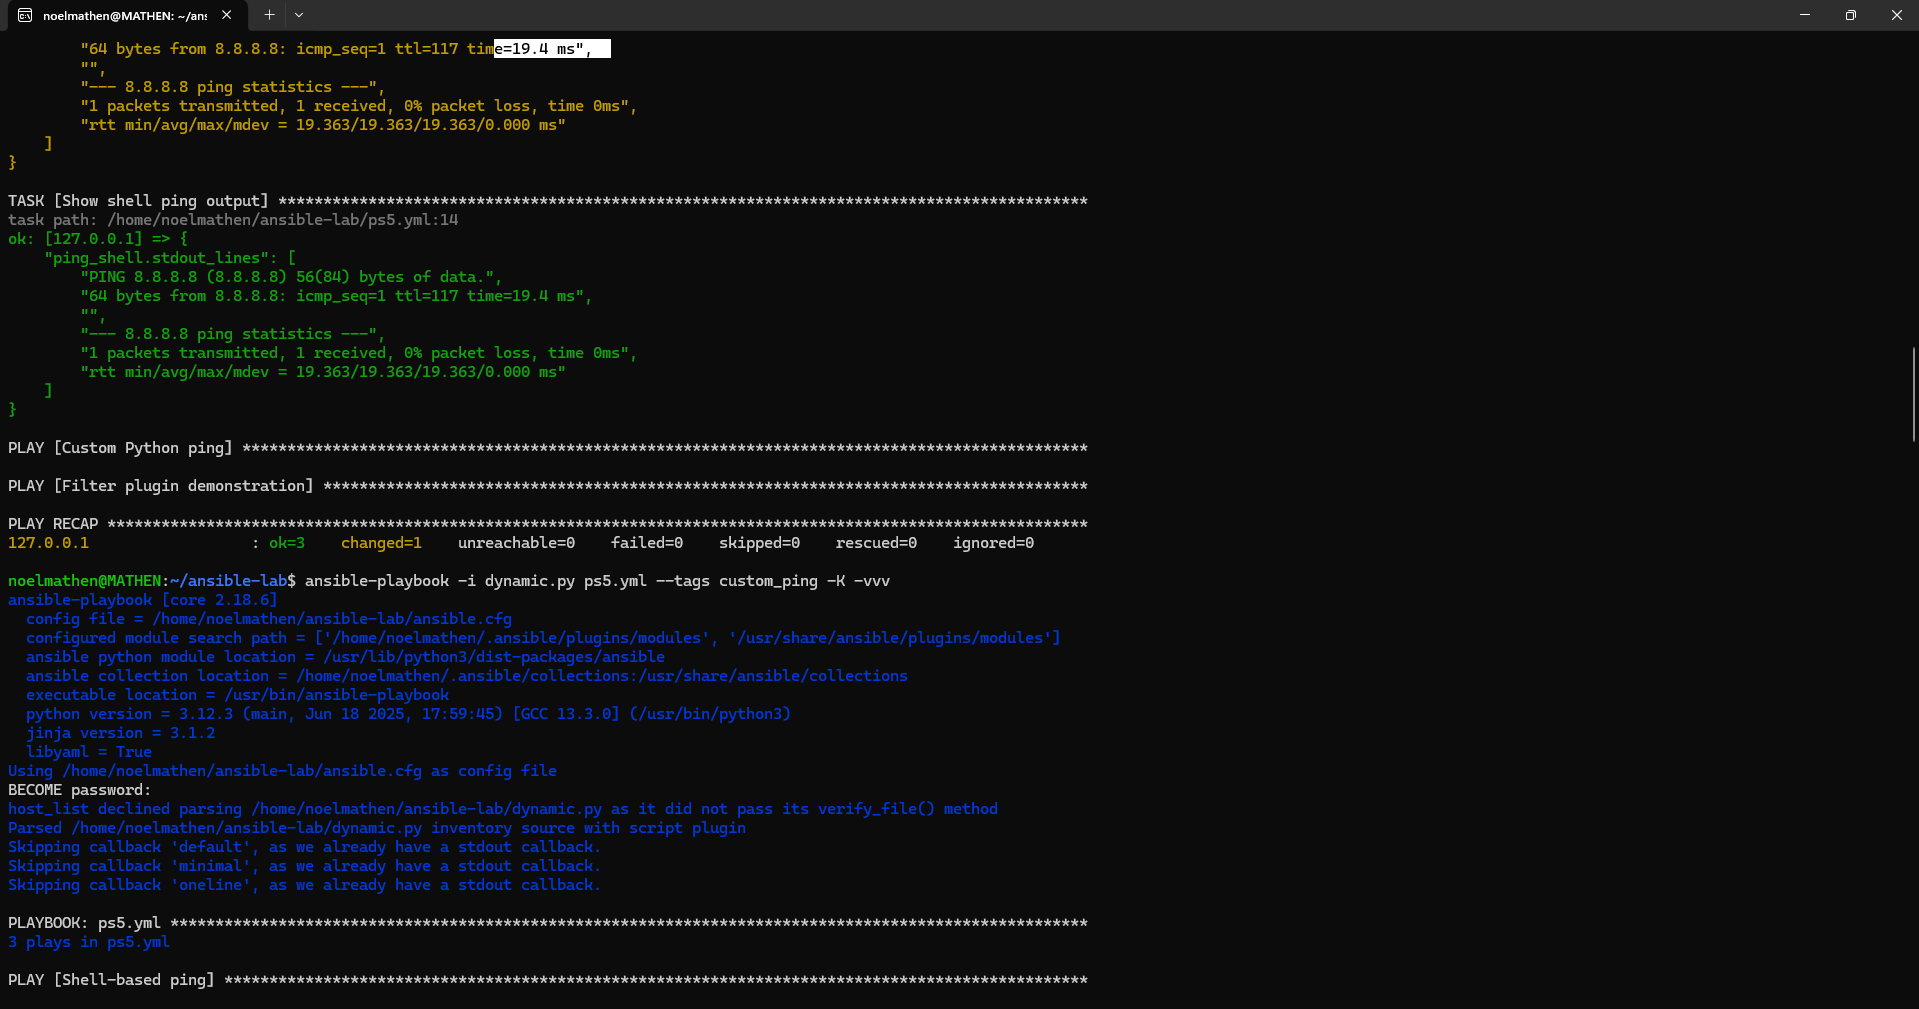 noelmathen@MATHEN: ~/ans
        "64 bytes from 8.8.8.8: icmp_seq=1 ttl=117 time=19.4 ms",
        "",
        "--- 8.8.8.8 ping statistics ---",
        "1 packets transmitted, 1 received, 0% packet loss, time 0ms",
        "rtt min/avg/max/mdev = 19.363/19.363/19.363/0.000 ms"
    ]
}
TASK [Show shell ping output] ******************************************************************************************
task path: /home/noelmathen/ansible-lab/ps5.yml:14
ok: [127.0.0.1] => {
    "ping_shell.stdout_lines": [
        "PING 8.8.8.8 (8.8.8.8) 56(84) bytes of data.",
        "64 bytes from 8.8.8.8: icmp_seq=1 ttl=117 time=19.4 ms",
        "",
        "--- 8.8.8.8 ping statistics ---",
        "1 packets transmitted, 1 received, 0% packet loss, time 0ms",
        "rtt min/avg/max/mdev = 19.363/19.363/19.363/0.000 ms"
    ]
}
PLAY [Custom Python ping] **********************************************************************************************
PLAY [Filter plugin demonstration] *************************************************************************************
PLAY RECAP *************************************************************************************************************
127.0.0.1                  : ok=3    changed=1    unreachable=0    failed=0    skipped=0    rescued=0    ignored=0
noelmathen@MATHEN:~/ansible-lab$ ansible-playbook -i dynamic.py ps5.yml --tags custom_ping -K -vvv
ansible-playbook [core 2.18.6]
  config file = /home/noelmathen/ansible-lab/ansible.cfg
  configured module search path = ['/home/noelmathen/.ansible/plugins/modules', '/usr/share/ansible/plugins/modules']
  ansible python module location = /usr/lib/python3/dist-packages/ansible
  ansible collection location = /home/noelmathen/.ansible/collections:/usr/share/ansible/collections
  executable location = /usr/bin/ansible-playbook
  python version = 3.12.3 (main, Jun 18 2025, 17:59:45) [GCC 13.3.0] (/usr/bin/python3)
  jinja version = 3.1.2
  libyaml = True
Using /home/noelmathen/ansible-lab/ansible.cfg as config file
BECOME password:
host_list declined parsing /home/noelmathen/ansible-lab/dynamic.py as it did not pass its verify_file() method
Parsed /home/noelmathen/ansible-lab/dynamic.py inventory source with script plugin
Skipping callback 'default', as we already have a stdout callback.
Skipping callback 'minimal', as we already have a stdout callback.
Skipping callback 'oneline', as we already have a stdout callback.
PLAYBOOK: ps5.yml ******************************************************************************************************
3 plays in ps5.yml
PLAY [Shell-based ping] ************************************************************************************************